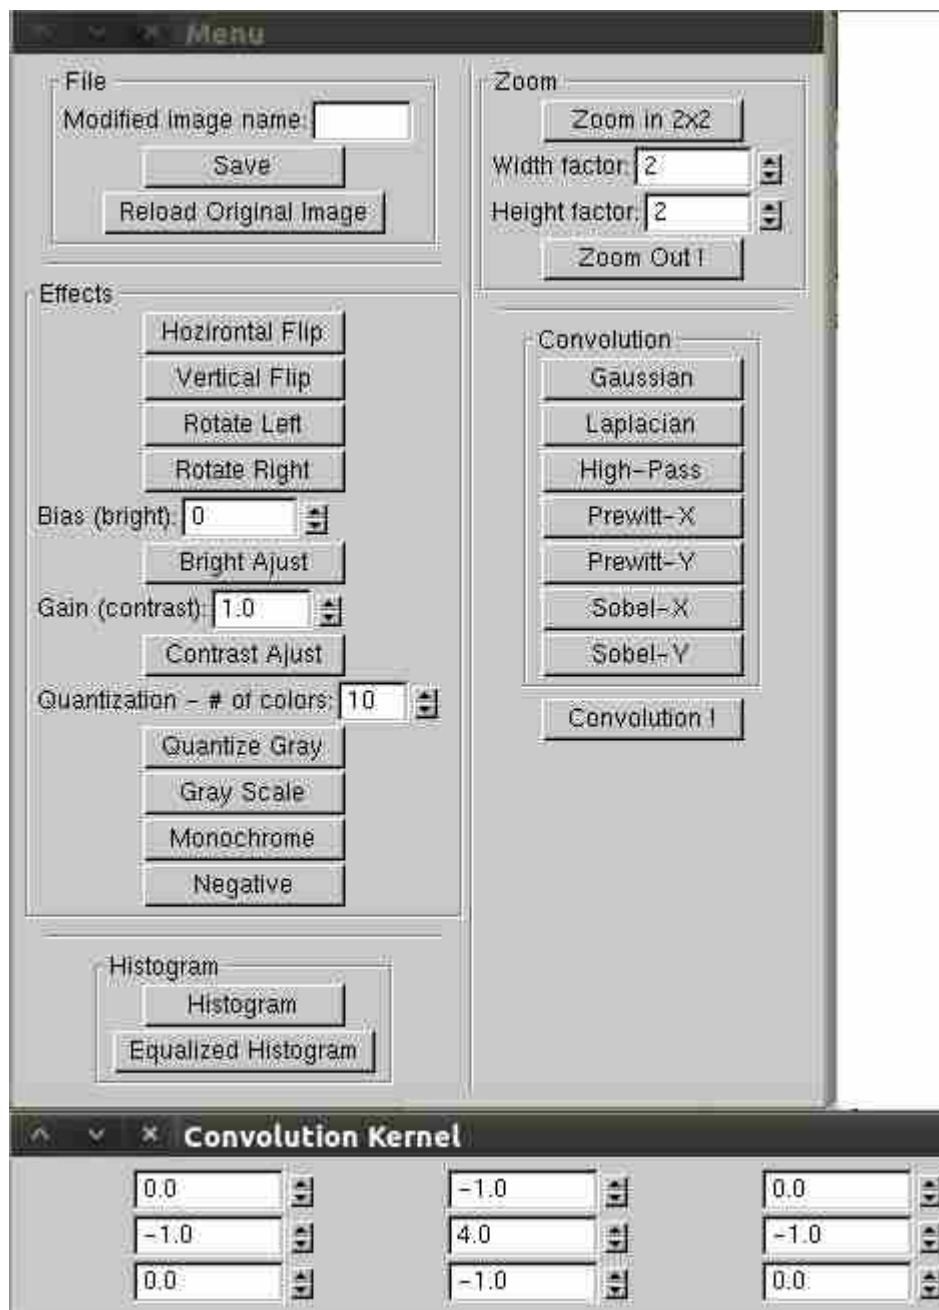 Menu
File
Modified image name:
Save
Reload Original Image
Effects
Hozirontal Flip
Vertical Flip
Rotate Left
Rotate Right
Bias (bright): 0
Bright Ajust
Gain (contrast): 1.0
Contrast Ajust
Quantization - # of colors: 10
Quantize Gray
Gray Scale
Monochrome
Negative
Histogram
Histogram
Equalized Histogram
Zoom
Zoom in 2x2
Width factor: 2
Height factor: 2
Zoom Out !
Convolution
Gaussian
Laplacian
High-Pass
Prewitt-X
Prewitt-Y
Sobel-X
Sobel-Y
Convolution !
Convolution Kernel
0.0 -1.0 0.0
-1.0 4.0 -1.0
0.0 -1.0 0.0